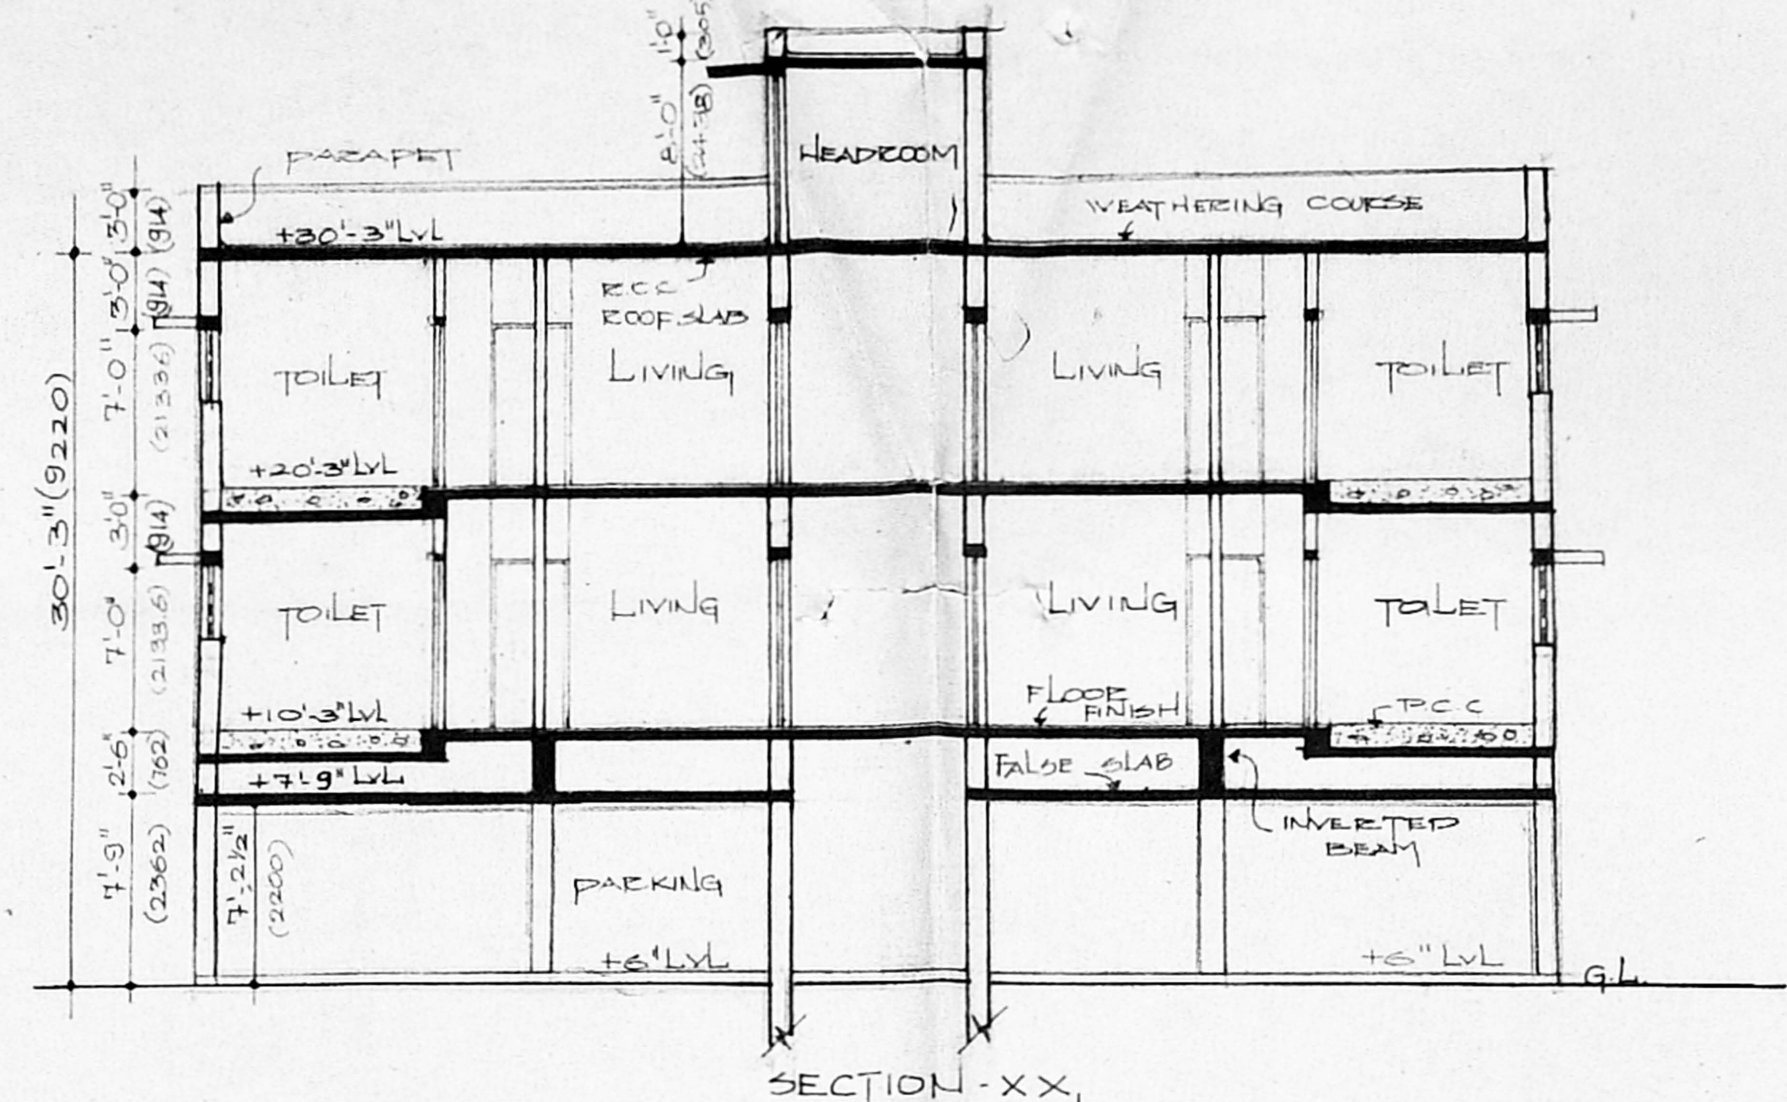 1'-0"
(305
8'-0"
(2438)
HEADROOM
PARAPET
WEATHERING COURSE
+30'-3" LVL
3'-0"
(914)
R.C.C
ROOF SLAB
3'-0"
(914)
TOILET
LIVING
LIVING
TOILET
7'-0"
(2133.6)
30'-3" (9220)
+20'-3" LVL
3'-0"
(914)
TOILET
LIVING
LIVING
TOILET
7'-0"
(2133.6)
FLOOR
FINISH
P.C.C
+10'-3" LVL
2'-6"
(762)
+7'-9" LVL
FALSE SLAB
INVERTED
BEAM
7'-9"
(2362)
7'-2½"
(2200)
PARKING
+6" LVL
+6" LVL
G.L.
SECTION - XX,